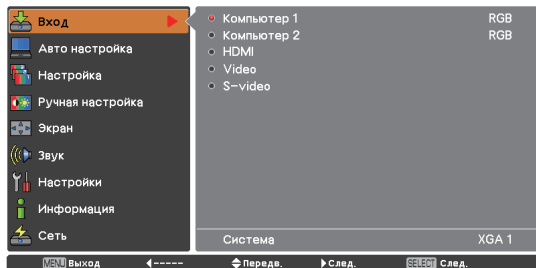 Вход
Авто настройка
Настройка
Ручная настройка
Экран
Звук
Настройки
Информация
Сеть
Компьютер 1 RGB
Компьютер 2 RGB
HDMI
Video
S-video
Система XGA 1
MENU Выход ----- Передв. След. SELECT След.